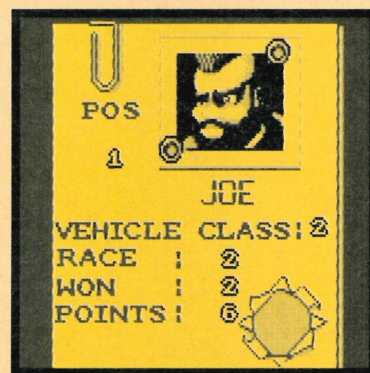 POS
1
JOE
VEHICLE CLASS: 2
RACE : 2
WON : 2
POINTS: 6